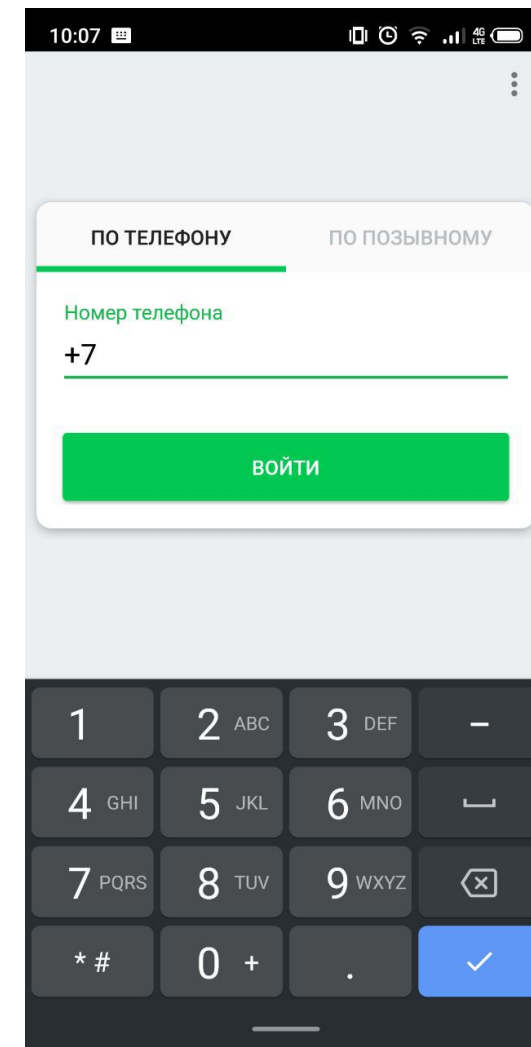 10:07
4G
LTE
ПО ТЕЛЕФОНУ ПО ПОЗЫВНОМУ
Номер телефона
+7
ВОЙТИ
1 2 ABC 3 DEF –
4 GHI 5 JKL 6 MNO
7 PQRS 8 TUV 9 WXYZ
* # 0 + .